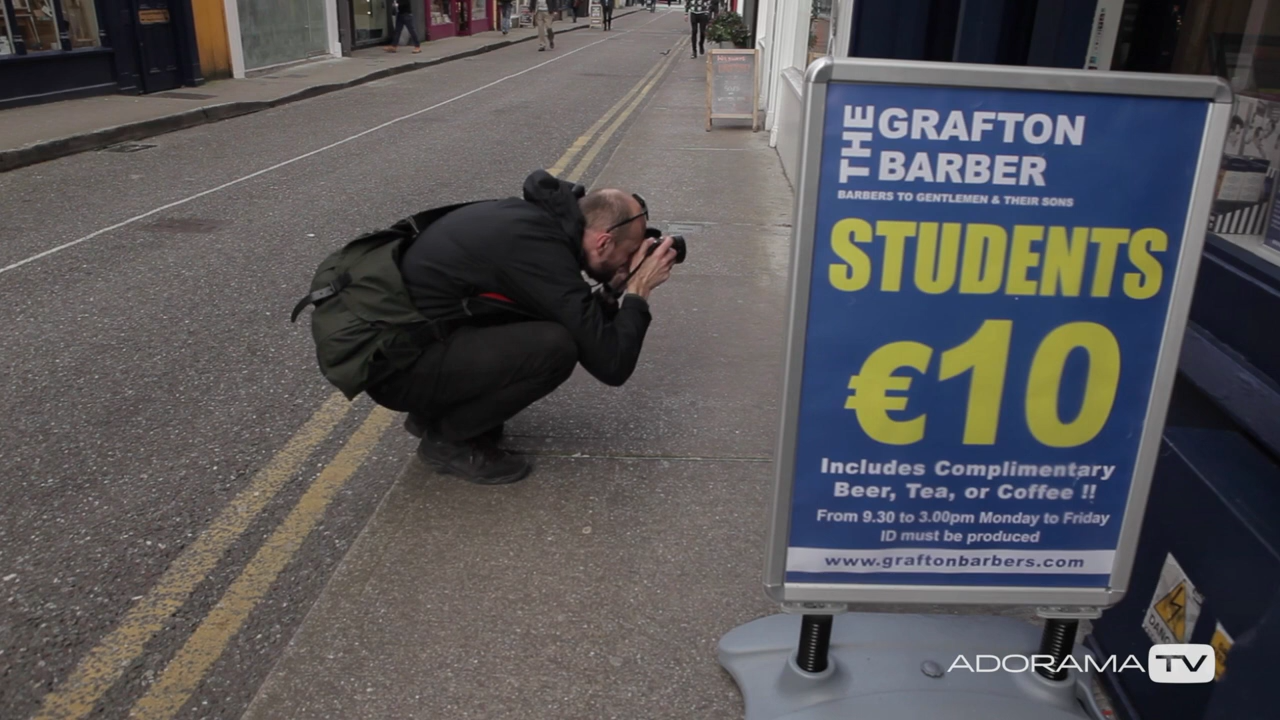 THE GRAFTON
BARBER
BARBERS TO GENTLEMEN & THEIR SONS
STUDENTS
€10
Includes Complimentary
Beer, Tea, or Coffee !!
From 9.30 to 3.00pm Monday to Friday
ID must be produced
www.graftonbarbers.com
ADORAMA TV